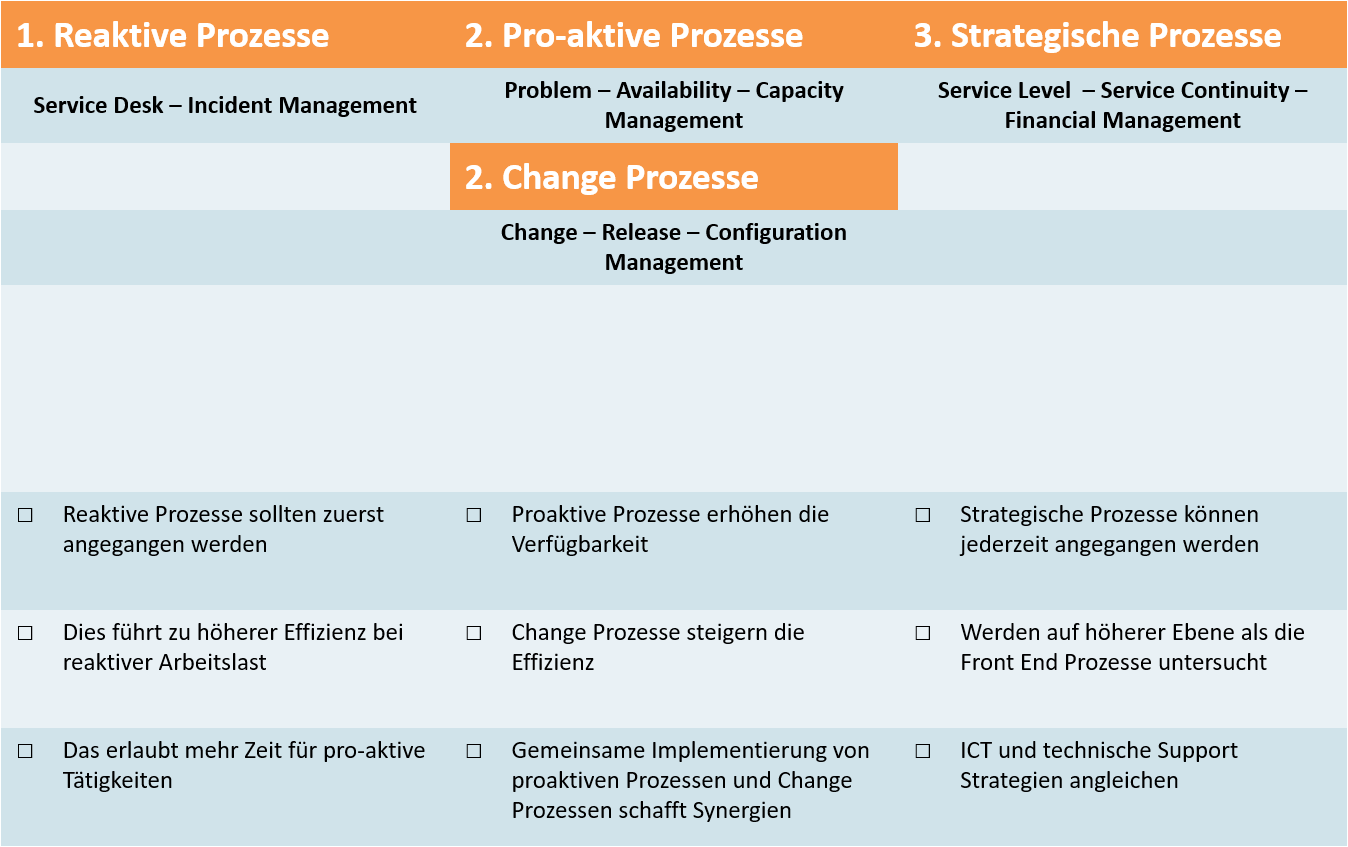 1. Reaktive Prozesse
2. Pro-aktive Prozesse
3. Strategische Prozesse
Service Desk – Incident Management
Problem – Availability – Capacity
Management
Service Level – Service Continuity –
Financial Management
2. Change Prozesse
Change – Release – Configuration
Management
☐ Reaktive Prozesse sollten zuerst
angegangen werden
☐ Proaktive Prozesse erhöhen die
Verfügbarkeit
☐ Strategische Prozesse können
jederzeit angegangen werden
☐ Dies führt zu höherer Effizienz bei
reaktiver Arbeitslast
☐ Change Prozesse steigern die
Effizienz
☐ Werden auf höherer Ebene als die
Front End Prozesse untersucht
☐ Das erlaubt mehr Zeit für pro-aktive
Tätigkeiten
☐ Gemeinsame Implementierung von
proaktiven Prozessen und Change
Prozessen schafft Synergien
☐ ICT und technische Support
Strategien angleichen